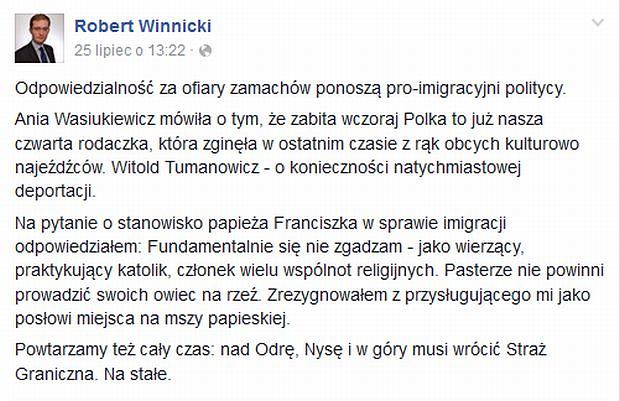 Robert Winnicki
25 lipiec o 13:22 ·
Odpowiedzialność za ofiary zamachów ponoszą pro-imigracyjni politycy.
Ania Wasiukiewicz mówiła o tym, że zabita wczoraj Polka to już nasza
czwarta rodaczka, która zginęła w ostatnim czasie z rąk obcych kulturowo
najeźdźców. Witold Tumanowicz - o konieczności natychmiastowej
deportacji.
Na pytanie o stanowisko papieża Franciszka w sprawie imigracji
odpowiedziałem: Fundamentalnie się nie zgadzam - jako wierzący,
praktykujący katolik, członek wielu wspólnot religijnych. Pasterze nie powinni
prowadzić swoich owiec na rzeź. Zrezygnowałem z przysługującego mi jako
posłowi miejsca na mszy papieskiej.
Powtarzamy też cały czas: nad Odrę, Nysę i w góry musi wrócić Straż
Graniczna. Na stałe.